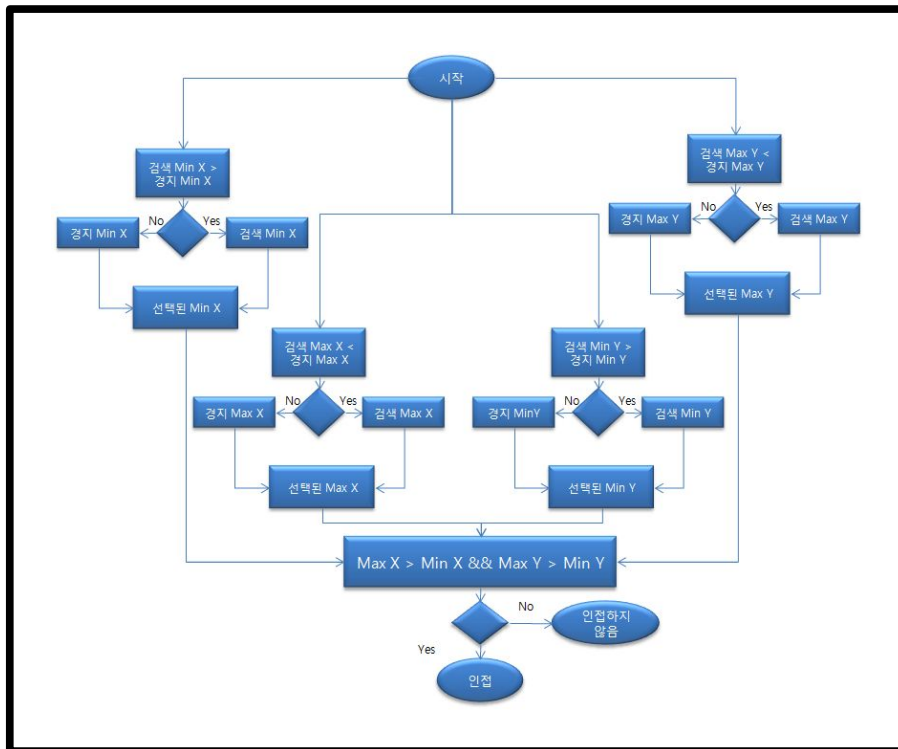 시작
검색 Min X >
경지 Min X
No
Yes
경지 Min X
검색 Min X
선택된 Min X
검색 Max Y <
경지 Max Y
No
Yes
경지 Max Y
검색 Max Y
선택된 Max Y
검색 Max X <
경지 Max X
No
Yes
경지 Max X
검색 Max X
선택된 Max X
검색 Min Y >
경지 Min Y
No
Yes
경지 MinY
검색 Min Y
선택된 Min Y
Max X > Min X && Max Y > Min Y
No
인접하지
않음
Yes
인접